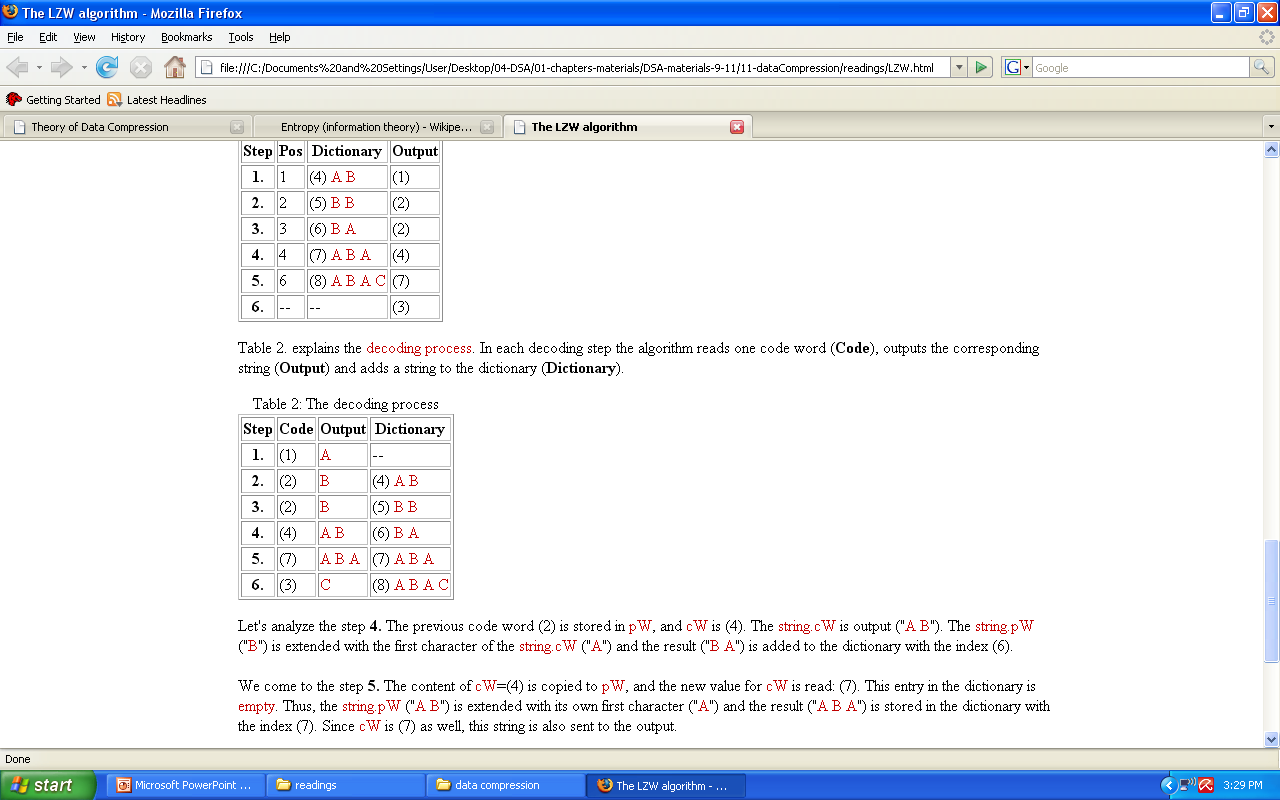 The LZW algorithm - Mozilla Firefox
File Edit View History Bookmarks Tools Help
file:///C:/Documents%20and%20Settings/User/Desktop/04-DSA/01-chapters-materials/DSA-materials-9-11/11-dataCompression/readings/LZW.html
G Google
Getting Started Latest Headlines
Theory of Data Compression Entropy (information theory) - Wikipe... The LZW algorithm
Step Pos Dictionary Output
1. 1 (4) A B (1)
2. 2 (5) B B (2)
3. 3 (6) B A (2)
4. 4 (7) A B A (4)
5. 6 (8) A B A C (7)
6. -- -- (3)
Table 2. explains the decoding process. In each decoding step the algorithm reads one code word (Code), outputs the corresponding
string (Output) and adds a string to the dictionary (Dictionary).
Table 2: The decoding process
Step Code Output Dictionary
1. (1) A --
2. (2) B (4) A B
3. (2) B (5) B B
4. (4) A B (6) B A
5. (7) A B A (7) A B A
6. (3) C (8) A B A C
Let's analyze the step 4. The previous code word (2) is stored in pW, and cW is (4). The string.cW is output ("A B"). The string.pW
("B") is extended with the first character of the string.cW ("A") and the result ("B A") is added to the dictionary with the index (6).
We come to the step 5. The content of cW=(4) is copied to pW, and the new value for cW is read: (7). This entry in the dictionary is
empty. Thus, the string.pW ("A B") is extended with its own first character ("A") and the result ("A B A") is stored in the dictionary with
the index (7). Since cW is (7) as well, this string is also sent to the output.
Done
start Microsoft PowerPoint ... readings data compression The LZW algorithm - ... 3:29 PM